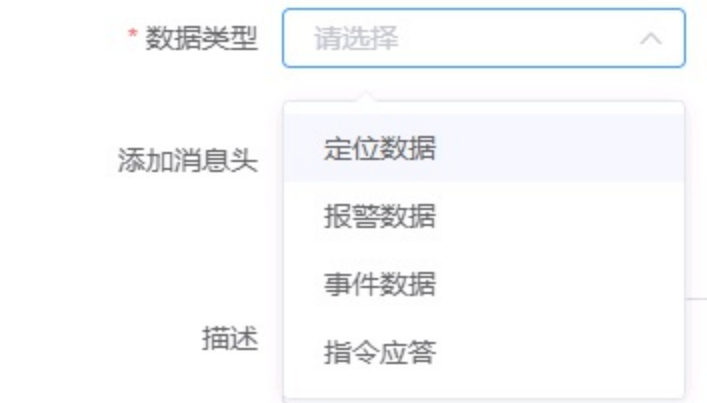 * 数据类型 请选择
定位数据
添加消息头
报警数据
事件数据
描述
指令应答